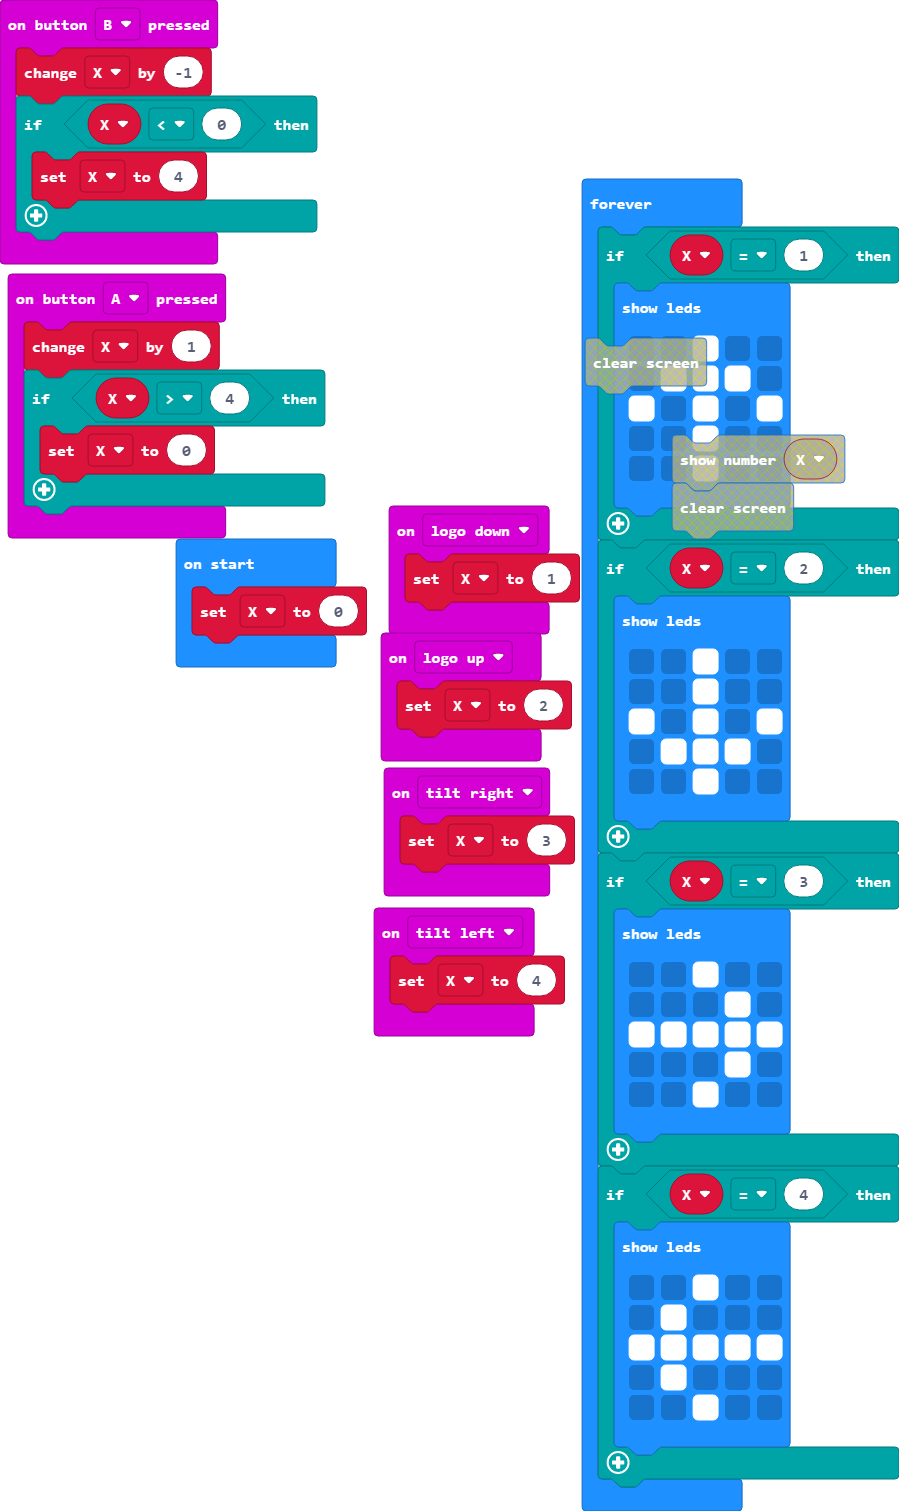 on button B pressed
change X by -1
if X < 0 then
set X to 4
on button A pressed
change X by 1
if X > 4 then
set X to 0
on start
set X to 0
on logo down
set X to 1
on logo up
set X to 2
on tilt right
set X to 3
on tilt left
set X to 4
forever
if X = 1 then
show leds
clear screen
show number X
clear screen
if X = 2 then
show leds
if X = 3 then
show leds
if X = 4 then
show leds